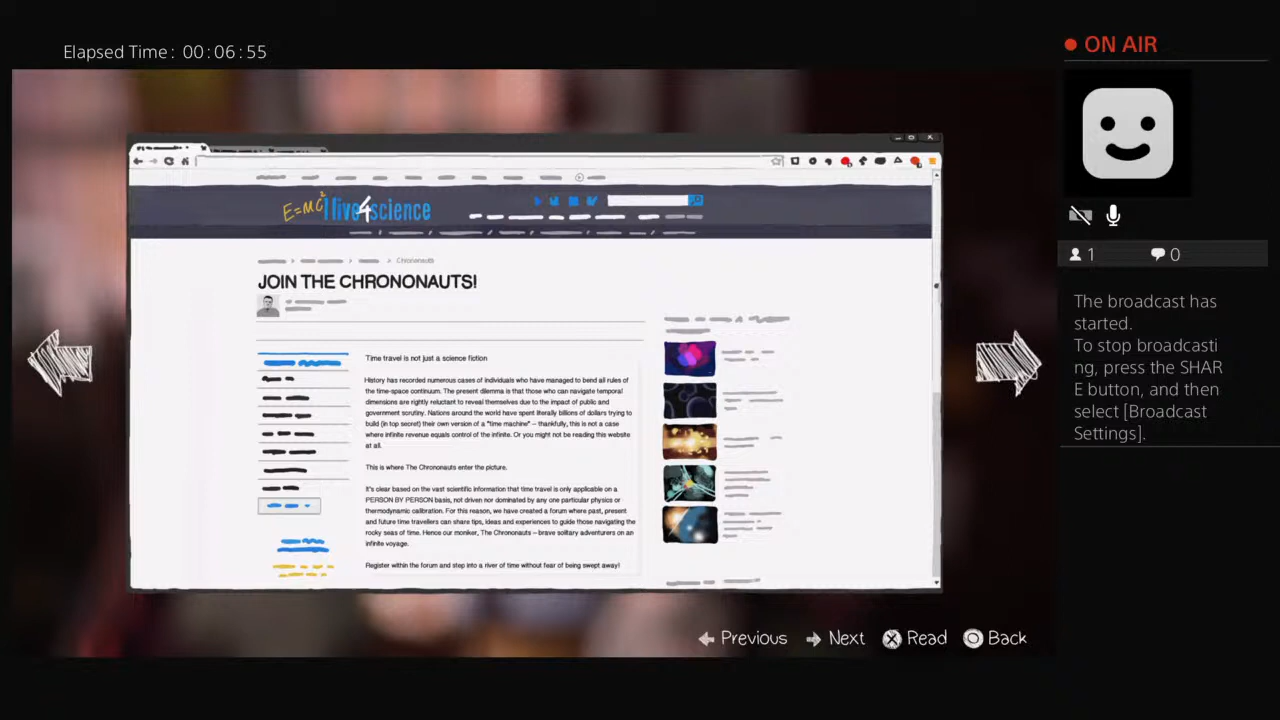 Elapsed Time: 00:06:55
ON AIR
1
0
The broadcast has
started.
To stop broadcasti
ng, press the SHAR
E button, and then
select [Broadcast
Settings].
E=MC²
I live4science
Chrononauts
JOIN THE CHRONONAUTS!
Time travel is not just a science fiction
History has recorded numerous cases of individuals who have managed to bend all rules of
the time-space continuum. The present dilemma is that those who can navigate temporal
dimensions are rightly reluctant to reveal themselves due to the impact of public and
government scrutiny. Nations around the world have spent literally billions of dollars trying to
build (in top secret) their own version of a "time machine" – thankfully, this is not a case
where infinite revenue equals control of the infinite. Or you might not be reading this website
at all.
This is where The Chrononauts enter the picture.
It's clear based on the vast scientific information that time travel is only applicable on a
PERSON BY PERSON basis, not driven nor dominated by any one particular physics or
thermodynamic calibration. For this reason, we have created a forum where past, present
and future time travellers can share tips, ideas and experiences to guide those navigating the
rocky seas of time. Hence our moniker, The Chrononauts – brave solitary adventurers on an
infinite voyage.
Register within the forum and step into a river of time without fear of being swept away!
Previous
Next
Read
Back